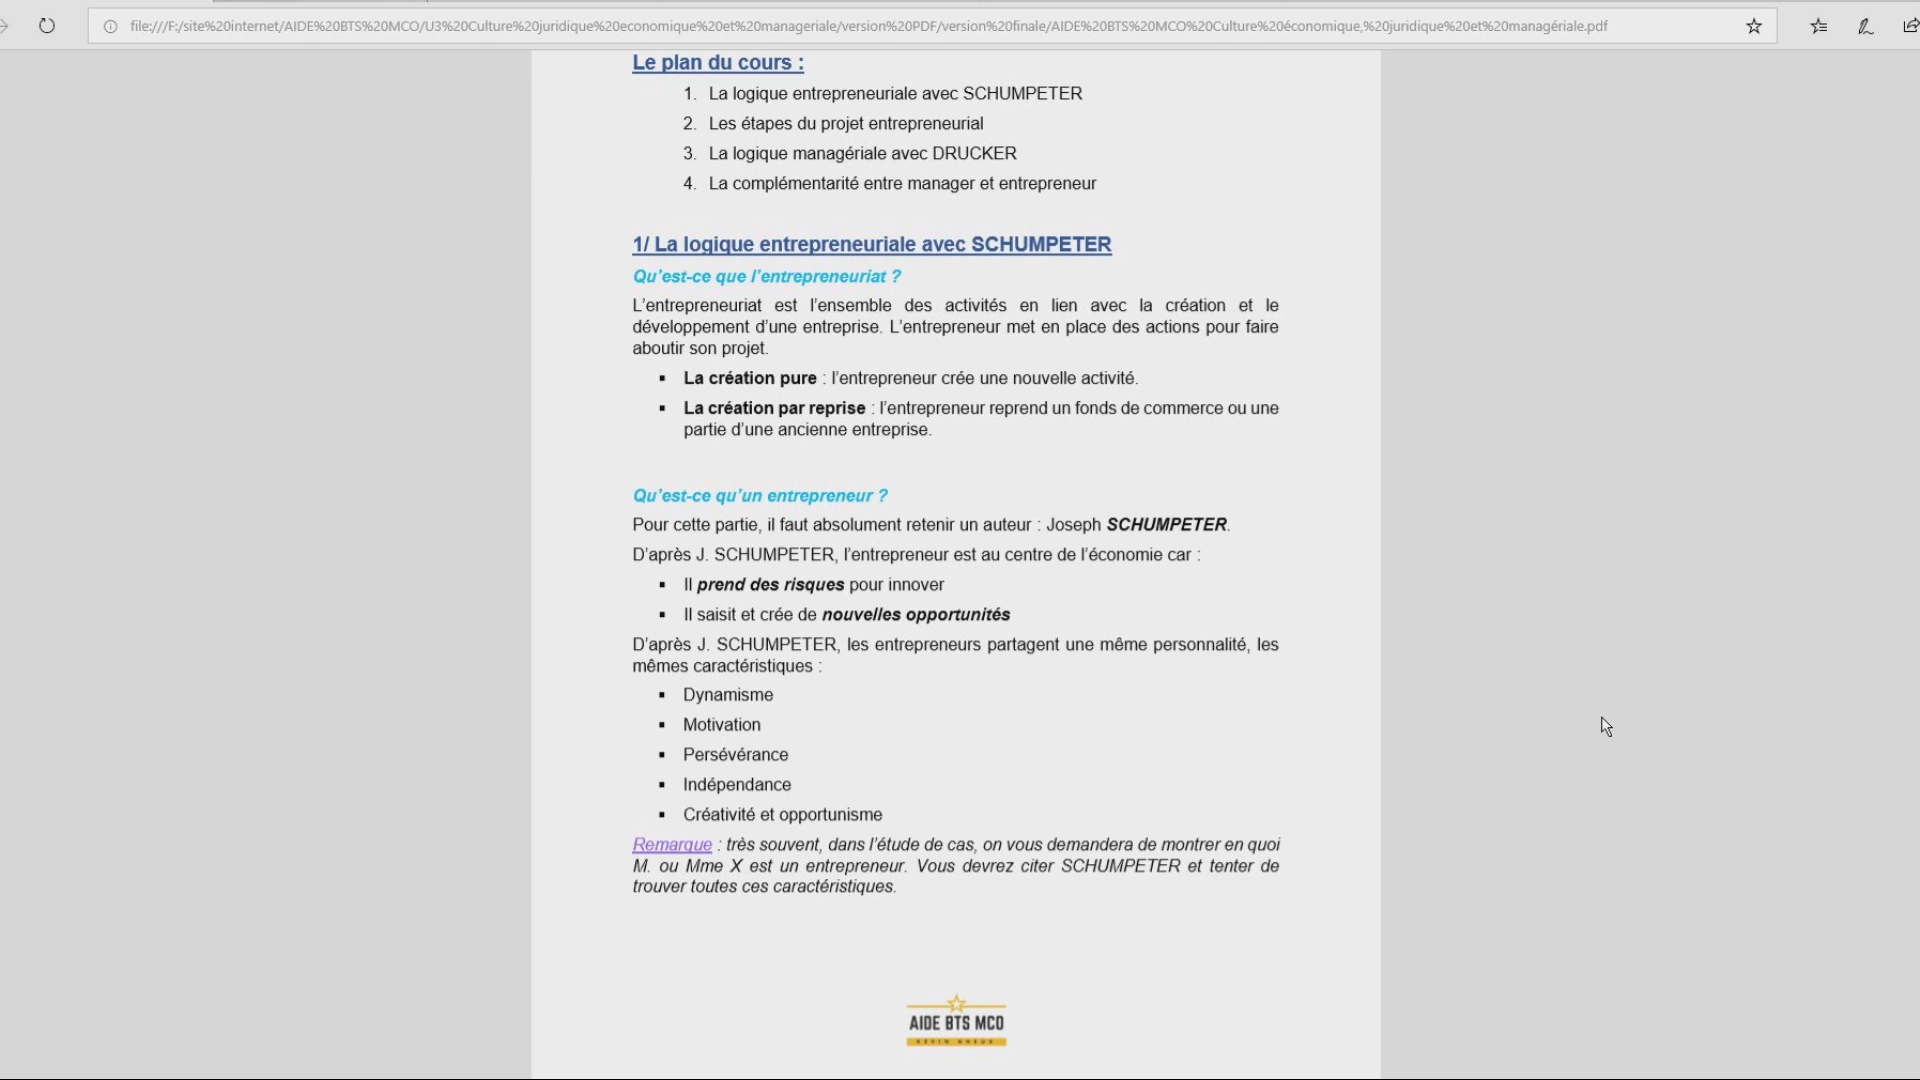 file:///F:/site%20internet/AIDE%20BTS%20MCO/U3%20Culture%20juridique%20economique%20et%20manageriale/version%20PDF/version%20finale/AIDE%20BTS%20MCO%20Culture%20économique,%20juridique%20et%20managériale.pdf
Le plan du cours :
1. La logique entrepreneuriale avec SCHUMPETER
2. Les étapes du projet entrepreneurial
3. La logique managériale avec DRUCKER
4. La complémentarité entre manager et entrepreneur
1/ La logique entrepreneuriale avec SCHUMPETER
Qu’est-ce que l’entrepreneuriat ?
L’entrepreneuriat est l’ensemble des activités en lien avec la création et le
développement d’une entreprise. L’entrepreneur met en place des actions pour faire
aboutir son projet.
▪ La création pure : l’entrepreneur crée une nouvelle activité.
▪ La création par reprise : l’entrepreneur reprend un fonds de commerce ou une
partie d’une ancienne entreprise.
Qu’est-ce qu’un entrepreneur ?
Pour cette partie, il faut absolument retenir un auteur : Joseph SCHUMPETER.
D’après J. SCHUMPETER, l’entrepreneur est au centre de l’économie car :
▪ Il prend des risques pour innover
▪ Il saisit et crée de nouvelles opportunités
D’après J. SCHUMPETER, les entrepreneurs partagent une même personnalité, les
mêmes caractéristiques :
▪ Dynamisme
▪ Motivation
▪ Persévérance
▪ Indépendance
▪ Créativité et opportunisme
Remarque : très souvent, dans l’étude de cas, on vous demandera de montrer en quoi
M. ou Mme X est un entrepreneur. Vous devrez citer SCHUMPETER et tenter de
trouver toutes ces caractéristiques.
AIDE BTS MCO